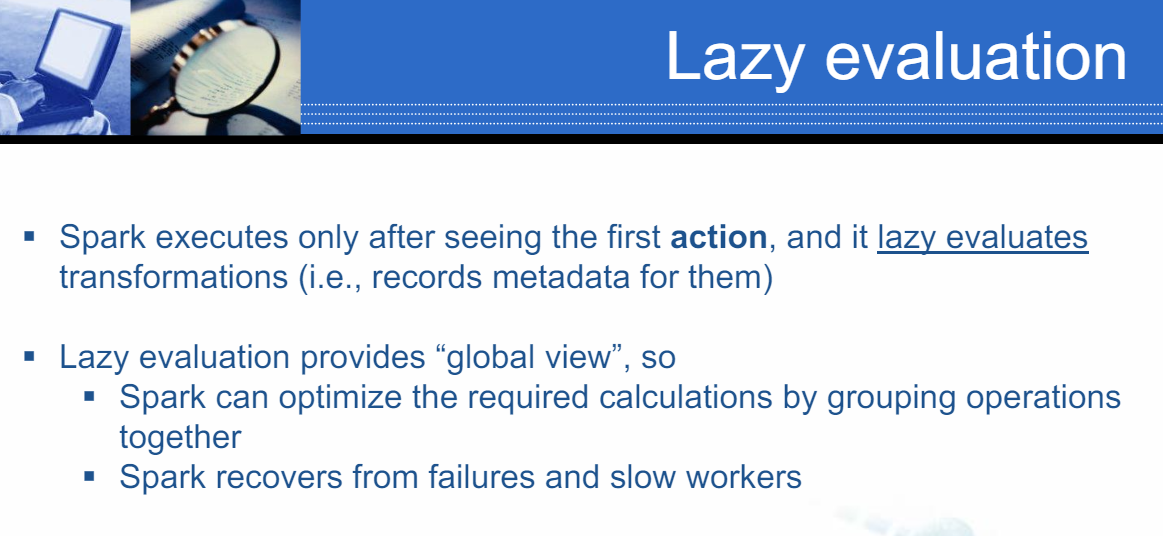 Lazy evaluation
▪ Spark executes only after seeing the first action, and it lazy evaluates
transformations (i.e., records metadata for them)
▪ Lazy evaluation provides “global view”, so
▪ Spark can optimize the required calculations by grouping operations
together
▪ Spark recovers from failures and slow workers